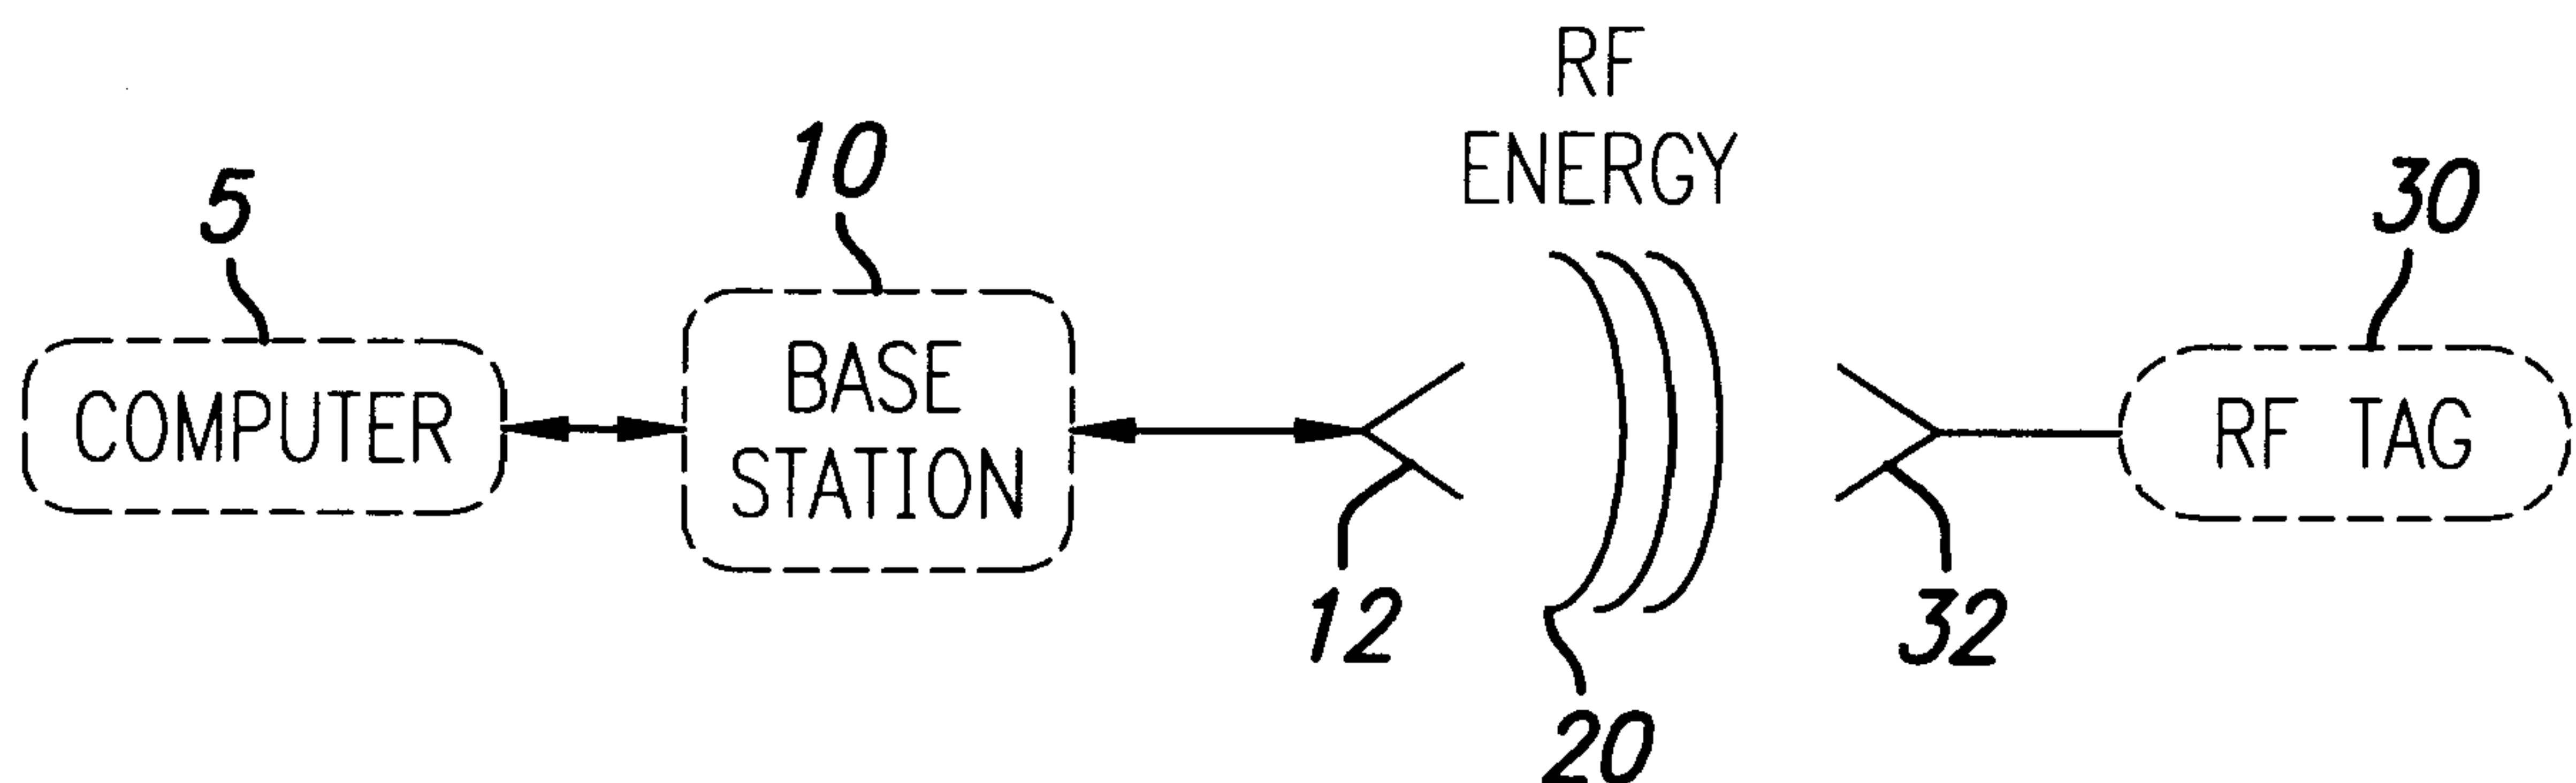 RF
ENERGY
10
5
30
COMPUTER
BASE
STATION
RF TAG
12
32
20